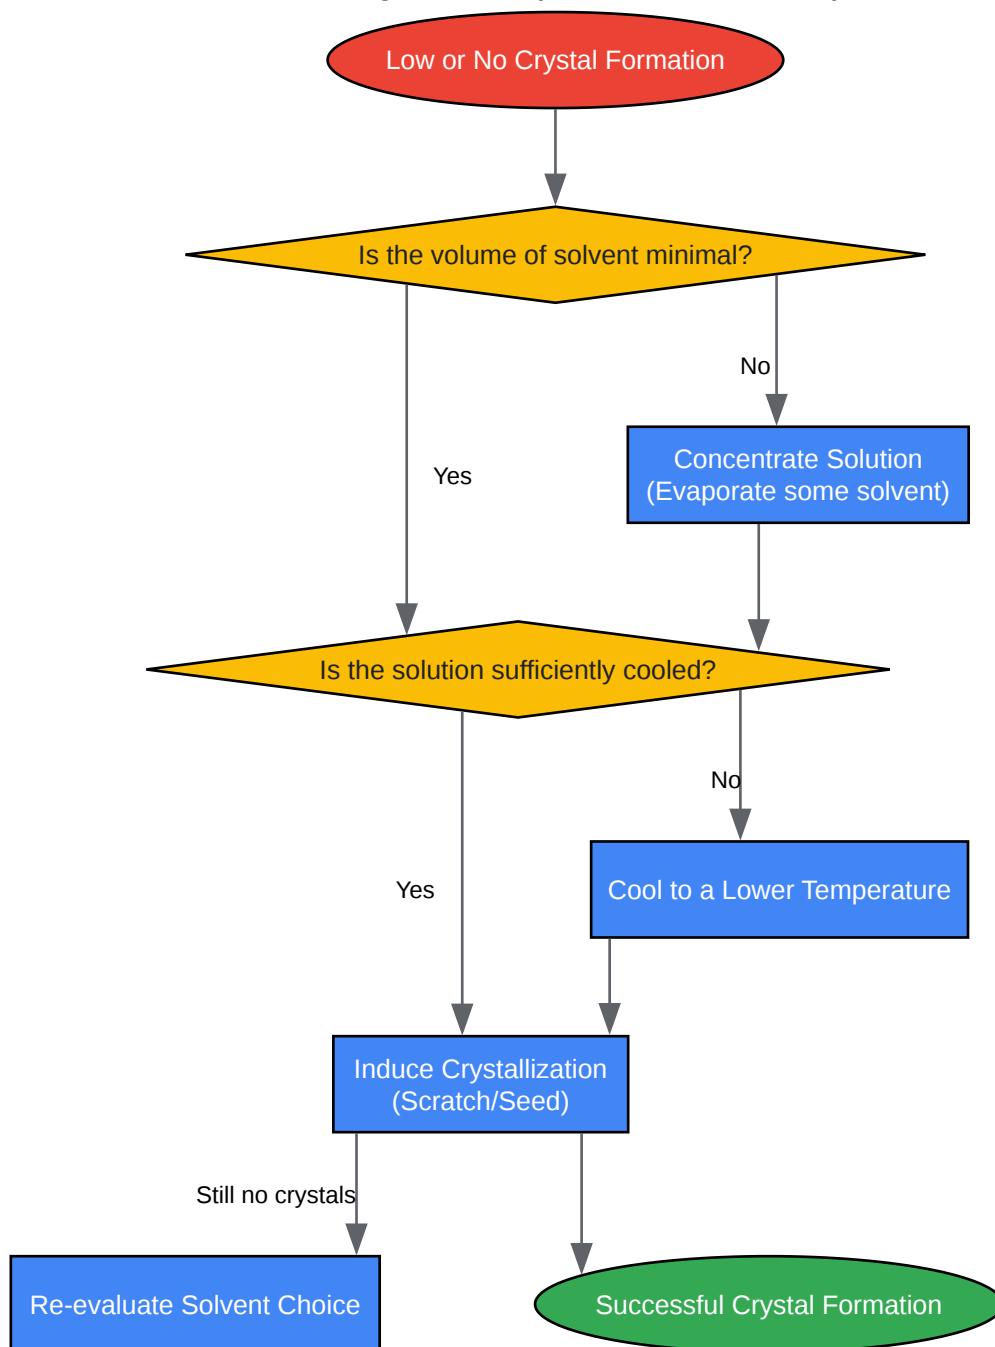 Low or No Crystal Formation
Is the volume of solvent minimal?
No
Concentrate Solution
(Evaporate some solvent)
Yes
Is the solution sufficiently cooled?
No
Cool to a Lower Temperature
Yes
Induce Crystallization
(Scratch/Seed)
Still no crystals
Re-evaluate Solvent Choice
Successful Crystal Formation